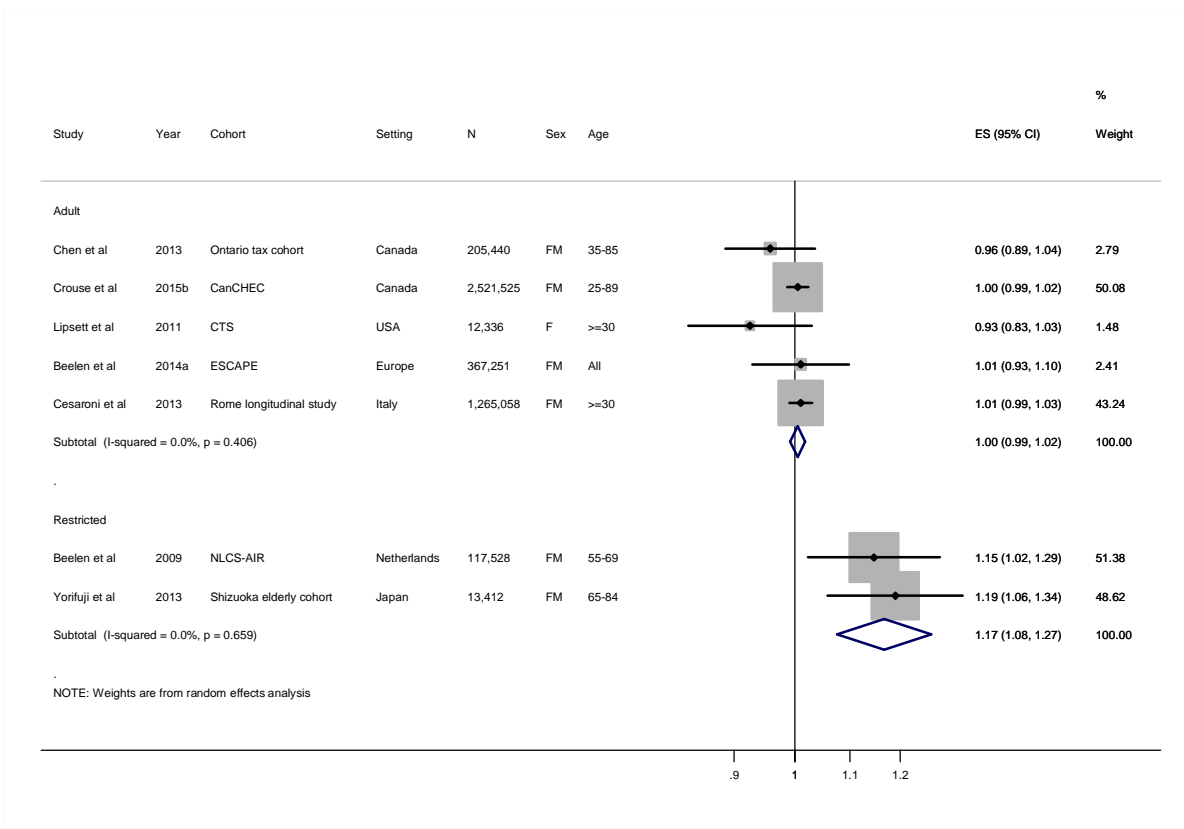 %
Study Year Cohort Setting N Sex Age ES (95% CI) Weight
Adult
Chen et al 2013 Ontario tax cohort Canada 205,440 FM 35-85 0.96 (0.89, 1.04) 2.79
Crouse et al 2015b CanCHEC Canada 2,521,525 FM 25-89 1.00 (0.99, 1.02) 50.08
Lipsett et al 2011 CTS USA 12,336 F >=30 0.93 (0.83, 1.03) 1.48
Beelen et al 2014a ESCAPE Europe 367,251 FM All 1.01 (0.93, 1.10) 2.41
Cesaroni et al 2013 Rome longitudinal study Italy 1,265,058 FM >=30 1.01 (0.99, 1.03) 43.24
Subtotal (I-squared = 0.0%, p = 0.406) 1.00 (0.99, 1.02) 100.00
.
Restricted
Beelen et al 2009 NLCS-AIR Netherlands 117,528 FM 55-69 1.15 (1.02, 1.29) 51.38
Yorifuji et al 2013 Shizuoka elderly cohort Japan 13,412 FM 65-84 1.19 (1.06, 1.34) 48.62
Subtotal (I-squared = 0.0%, p = 0.659) 1.17 (1.08, 1.27) 100.00
.
NOTE: Weights are from random effects analysis
.9 1 1.1 1.2